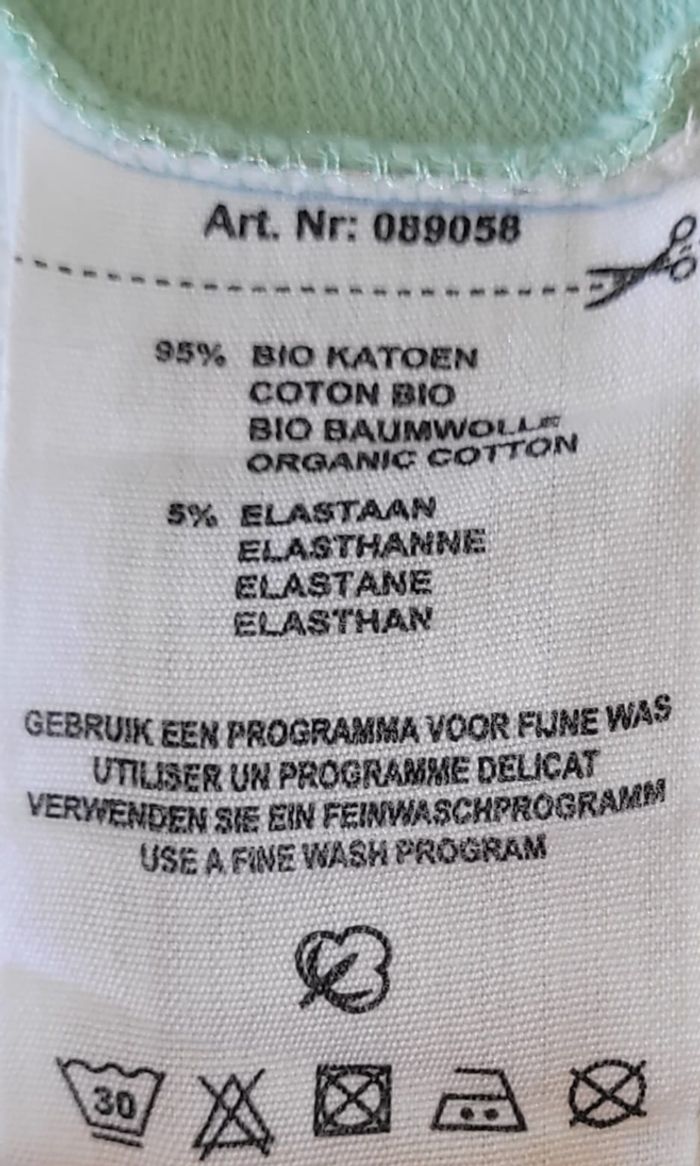 Art. Nr: 089058
95% BIO KATOEN
COTON BIO
BIO BAUMWOLLE
ORGANIC COTTON
5% ELASTAAN
ELASTHANNE
ELASTANE
ELASTHAN
GEBRUIK EEN PROGRAMMA VOOR FIJNE WAS
UTILISER UN PROGRAMME DELICAT
VERWENDEN SIE EIN FEINWASCHPROGRAMM
USE A FINE WASH PROGRAM
30